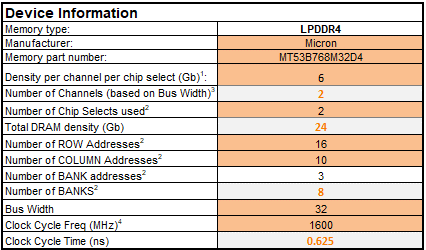 Device Information
Memory type: LPDDR4
Manufacturer: Micron
Memory part number: MT53B768M32D4
Density per channel per chip select (Gb)¹: 6
Number of Channels (based on Bus Width)³ 2
Number of Chip Selects used² 2
Total DRAM density (Gb) 24
Number of ROW Addresses² 16
Number of COLUMN Addresses² 10
Number of BANK addresses² 3
Number of BANKS² 8
Bus Width 32
Clock Cycle Freq (MHz)⁴ 1600
Clock Cycle Time (ns) 0.625